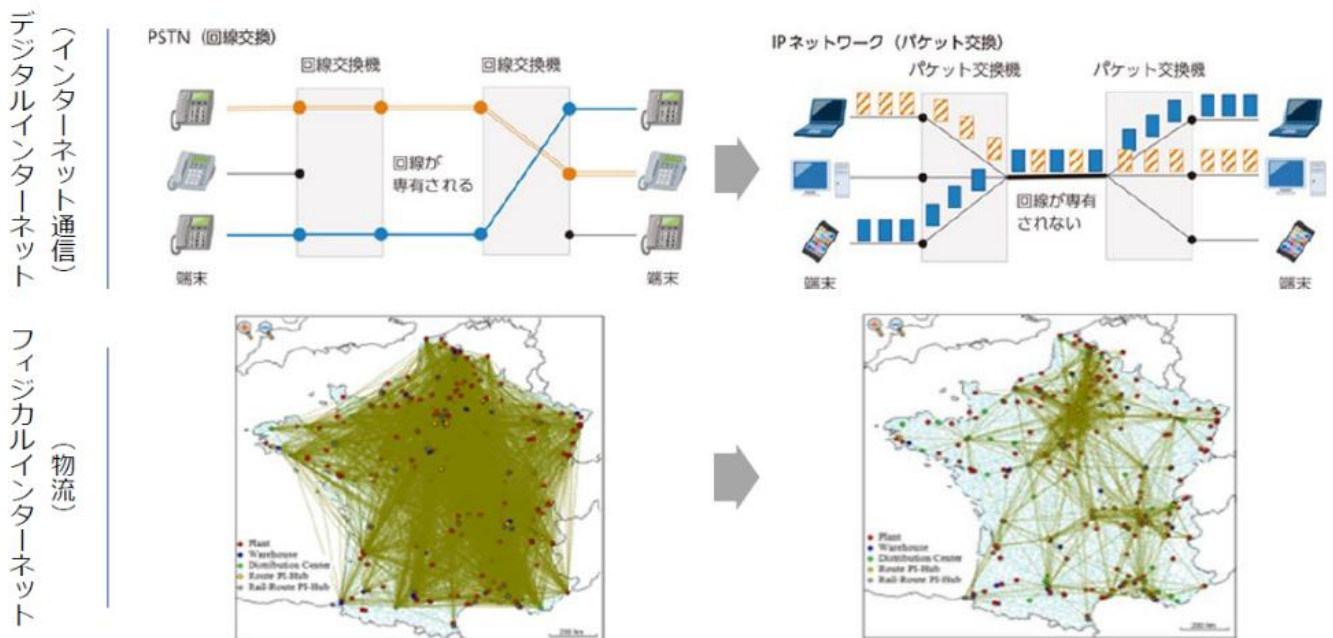 デジタルインターネット
（インターネット通信）
PSTN（回線交換）
回線交換機
回線交換機
回線が
専有される
端末
端末
IPネットワーク（パケット交換）
パケット交換機
パケット交換機
回線が専有
されない
端末
端末
フィジカルインターネット
（物流）
Plant
Warehouse
Distribution Center
Route PI-Hub
Rail-Route PI-Hub
200 km
Plant
Warehouse
Distribution Center
Route PI-Hub
Rail-Route PI-Hub
200 km